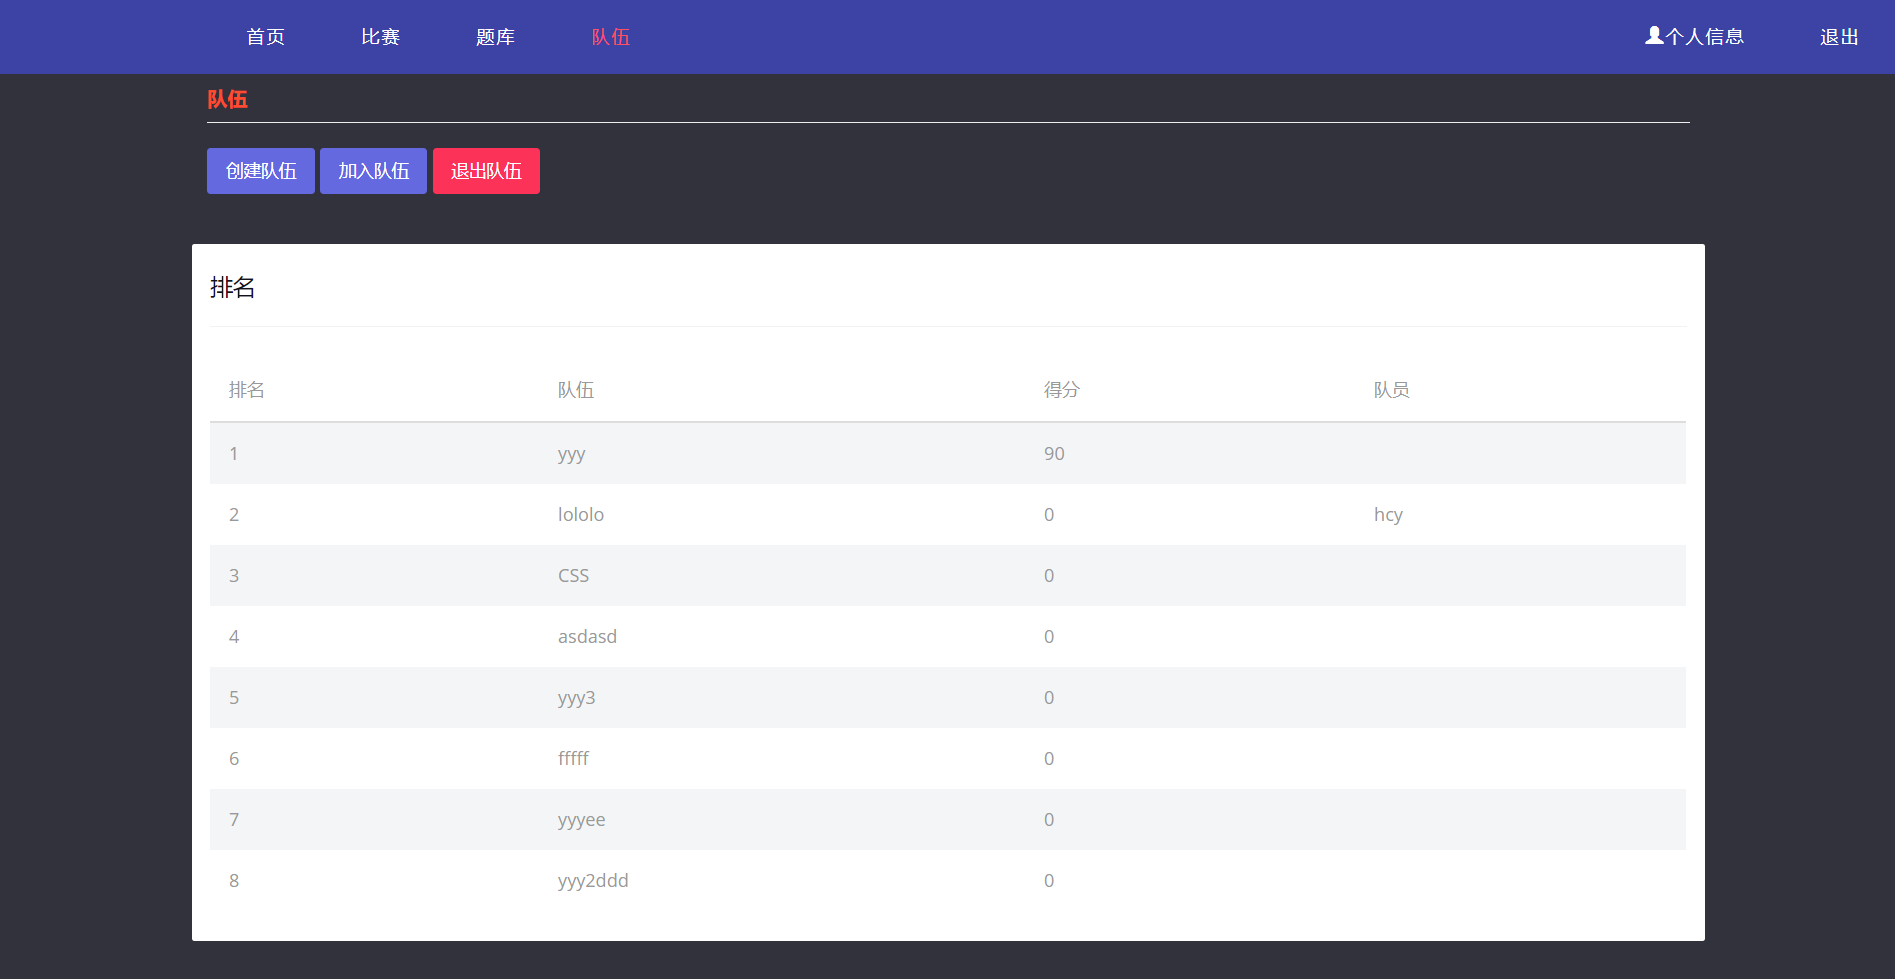 首页 比赛 题库 队伍 个人信息 退出
队伍
创建队伍 加入队伍 退出队伍
排名
排名 队伍 得分 队员
1 yyy 90
2 lololo 0 hcy
3 CSS 0
4 asdasd 0
5 yyy3 0
6 fffff 0
7 yyyee 0
8 yyy2ddd 0